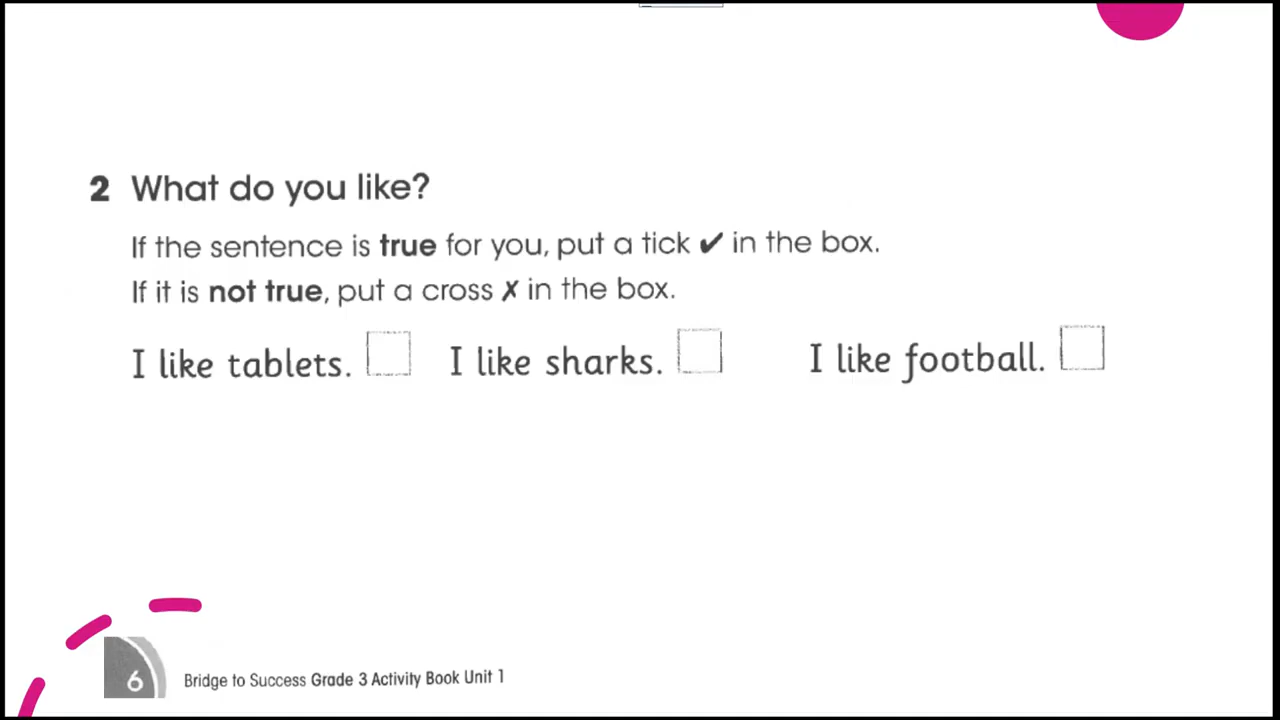 2 What do you like?
If the sentence is true for you, put a tick ✔ in the box.
If it is not true, put a cross ✗ in the box.
I like tablets. I like sharks. I like football.
6 Bridge to Success Grade 3 Activity Book Unit 1